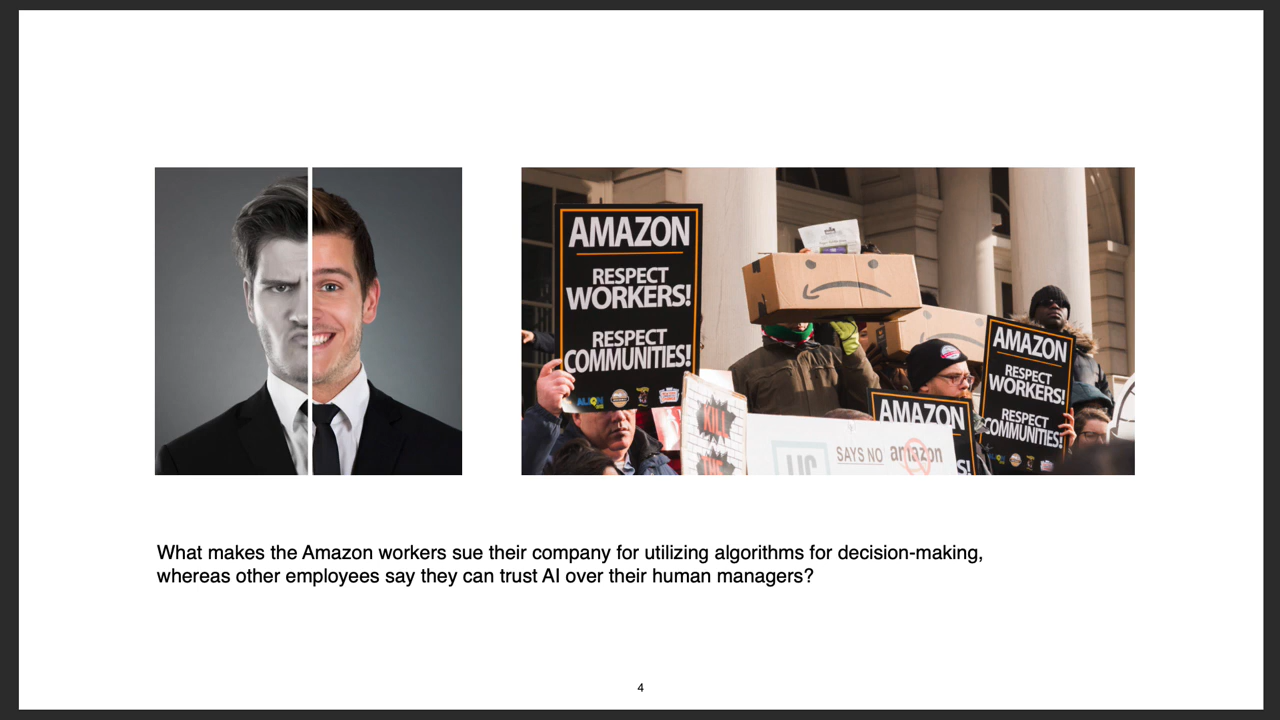 AMAZON
RESPECT
WORKERS!
RESPECT
COMMUNITIES!
KILL
THE
AMAZON
S!
SAYS NO amazon
AMAZON
RESPECT
WORKERS!
RESPECT
COMMUNITIES!
What makes the Amazon workers sue their company for utilizing algorithms for decision-making,
whereas other employees say they can trust AI over their human managers?
4